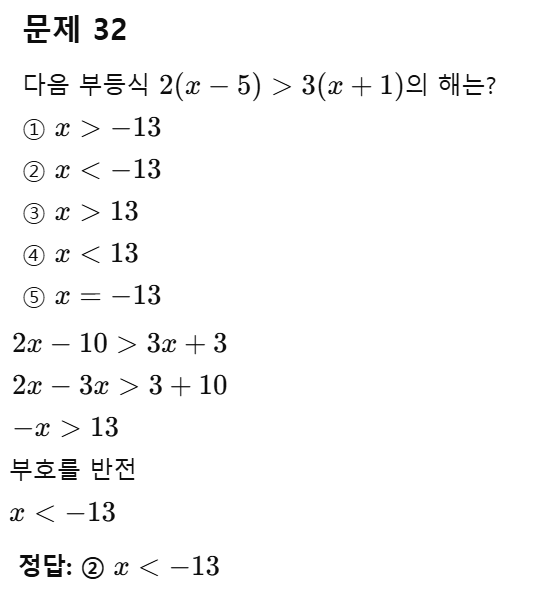 문제 32
다음 부등식 2(x − 5) > 3(x + 1)의 해는?
① x > −13
② x < −13
③ x > 13
④ x < 13
⑤ x = −13
2x − 10 > 3x + 3
2x − 3x > 3 + 10
−x > 13
부호를 반전
x < −13
정답: ② x < −13